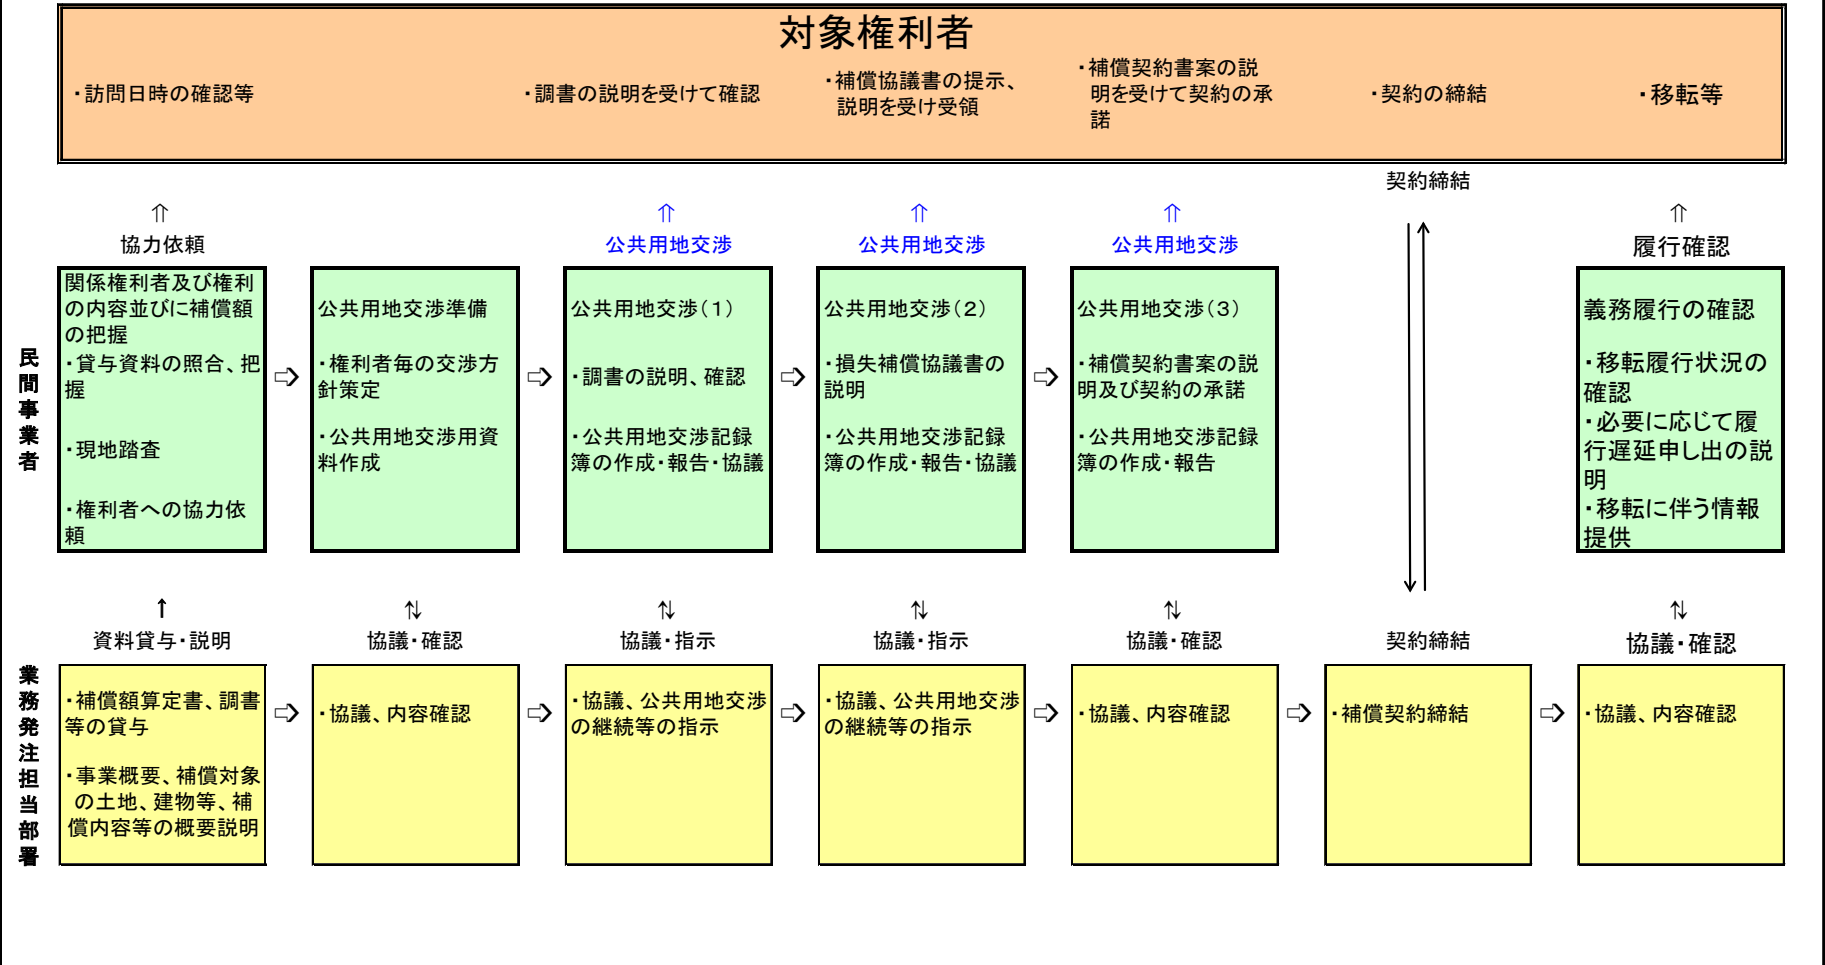 対象権利者
・訪問日時の確認等
・調書の説明を受けて確認
・補償協議書の提示、
説明を受け受領
・補償契約書案の説
明を受けて契約の承
諾
・契約の締結
・移転等
契約締結
⇑
⇑
⇑
⇑
⇑
協力依頼
公共用地交渉
公共用地交渉
公共用地交渉
履行確認
民間事業者
関係権利者及び権利
の内容並びに補償額
の把握
・貸与資料の照合、把
握
・現地踏査
・権利者への協力依
頼
公共用地交渉準備
・権利者毎の交渉方
針策定
・公共用地交渉用資
料作成
公共用地交渉(1)
・調書の説明、確認
・公共用地交渉記録
簿の作成・報告・協議
公共用地交渉(2)
・損失補償協議書の
説明
・公共用地交渉記録
簿の作成・報告・協議
公共用地交渉(3)
・補償契約書案の説
明及び契約の承諾
・公共用地交渉記録
簿の作成・報告
義務履行の確認
・移転履行状況の
確認
・必要に応じて履
行遅延申し出の説
明
・移転に伴う情報
提供
↑
⇅
⇅
⇅
⇅
⇅
資料貸与・説明
協議・確認
協議・指示
協議・指示
協議・確認
契約締結
協議・確認
業務発注担当部署
・補償額算定書、調書
等の貸与
・事業概要、補償対象
の土地、建物等、補
償内容等の概要説明
・協議、内容確認
・協議、公共用地交渉
の継続等の指示
・協議、公共用地交渉
の継続等の指示
・協議、内容確認
・補償契約締結
・協議、内容確認